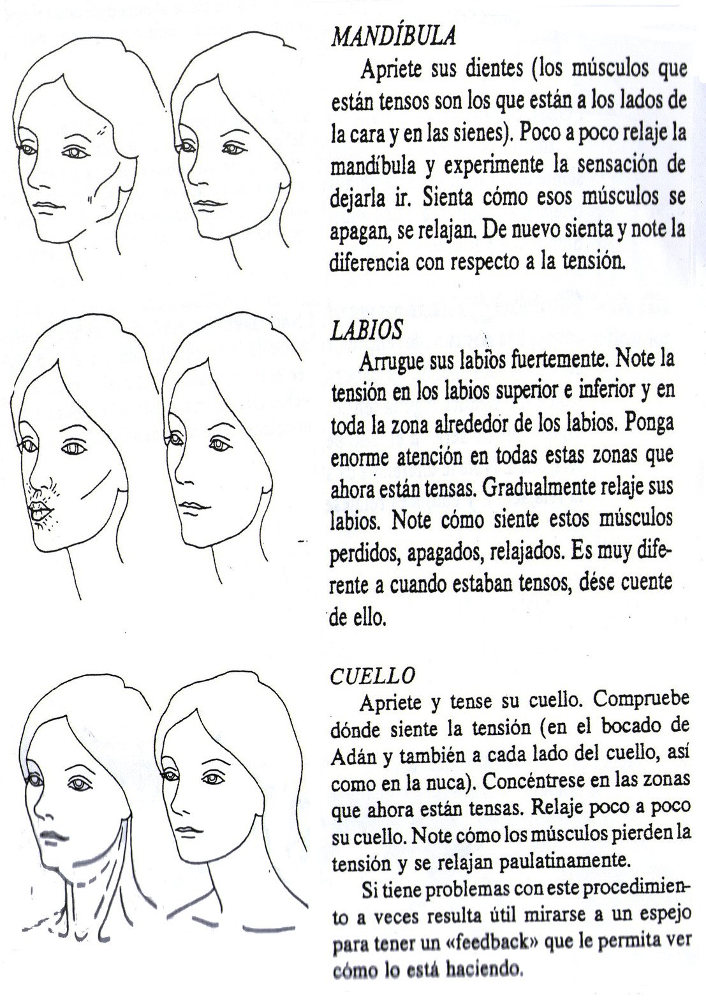 MANDÍBULA
Apriete sus dientes (los músculos que
están tensos son los que están a los lados de
la cara y en las sienes). Poco a poco relaje la
mandíbula y experimente la sensación de
dejarla ir. Sienta cómo esos músculos se
apagan, se relajan. De nuevo sienta y note la
diferencia con respecto a la tensión.
LABIOS
Arrugue sus labios fuertemente. Note la
tensión en los labios superior e inferior y en
toda la zona alrededor de los labios. Ponga
enorme atención en todas estas zonas que
ahora están tensas. Gradualmente relaje sus
labios. Note cómo siente estos músculos
perdidos, apagados, relajados. Es muy dife-
rente a cuando estaban tensos, dése cuente
de ello.
CUELLO
Apriete y tense su cuello. Compruebe
dónde siente la tensión (en el bocado de
Adán y también a cada lado del cuello, así
como en la nuca). Concéntrese en las zonas
que ahora están tensas. Relaje poco a poco
su cuello. Note cómo los músculos pierden la
tensión y se relajan paulatinamente.
Si tiene problemas con este procedimien-
to a veces resulta útil mirarse a un espejo
para tener un «feedback» que le permita ver
cómo lo está haciendo.